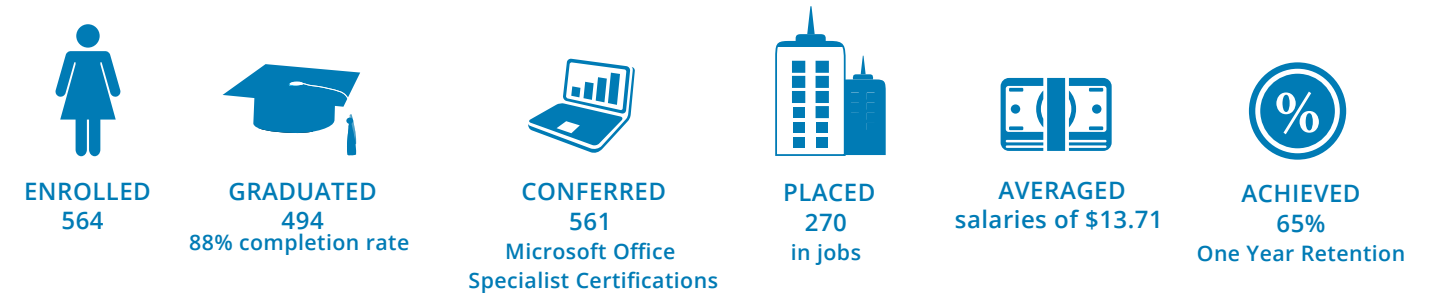 %
ENROLLED
564
GRADUATED
494
88% completion rate
CONFERRED
561
Microsoft Office
Specialist Certifications
PLACED
270
in jobs
AVERAGED
salaries of $13.71
ACHIEVED
65%
One Year Retention